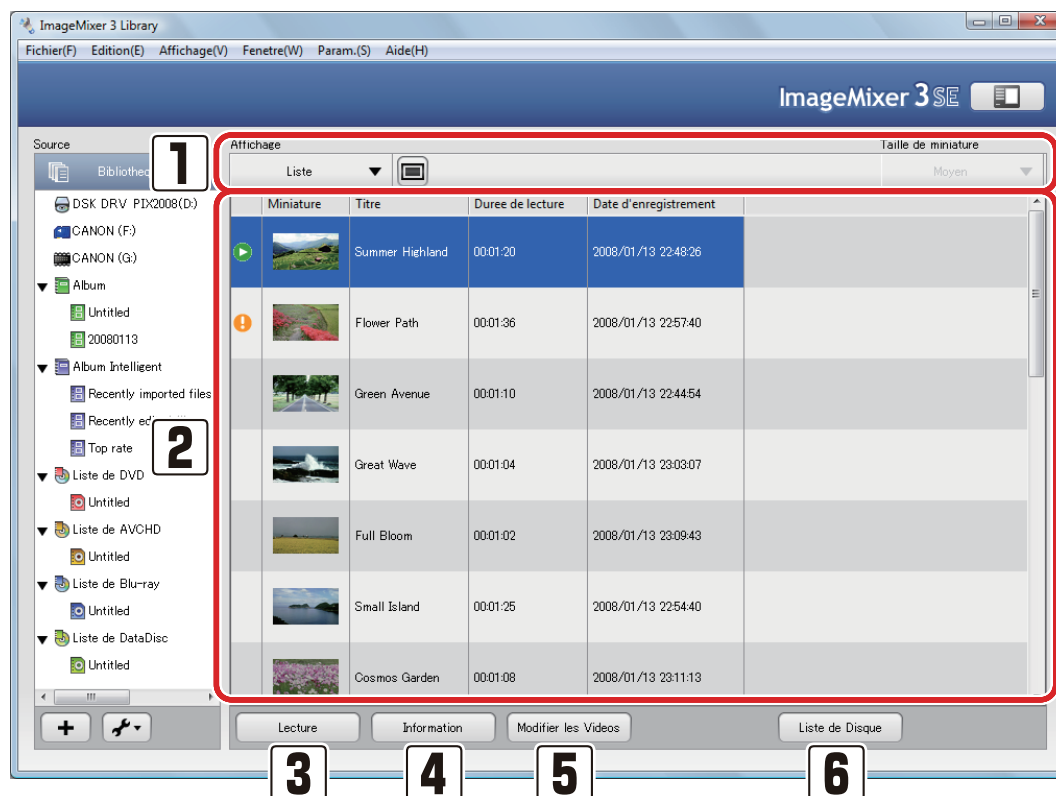 ImageMixer 3 Library
Fichier(F) Edition(E) Affichage(V) Fenetre(W) Param.(S) Aide(H)
ImageMixer 3 SE
Source
Affichage
Taille de miniature
1
Liste
Moyen
DSK DRV PIX2008(D:)
CANON (F:)
CANON (G:)
Album
Untitled
20080113
Album Intelligent
Recently imported files
Recently
Top rate
2
Liste de DVD
Untitled
Liste de AVCHD
Untitled
Liste de Blu-ray
Untitled
Liste de DataDisc
Untitled
Miniature Titre Duree de lecture Date d'enregistrement
Summer Highland 00:01:20 2008/01/13 22:48:26
Flower Path 00:01:36 2008/01/13 22:57:40
Green Avenue 00:01:10 2008/01/13 22:44:54
Great Wave 00:01:04 2008/01/13 23:03:07
Full Bloom 00:01:02 2008/01/13 23:09:43
Small Island 00:01:25 2008/01/13 22:54:40
Cosmos Garden 00:01:08 2008/01/13 23:11:13
Lecture Information Modifier les Videos Liste de Disque
3 4 5 6